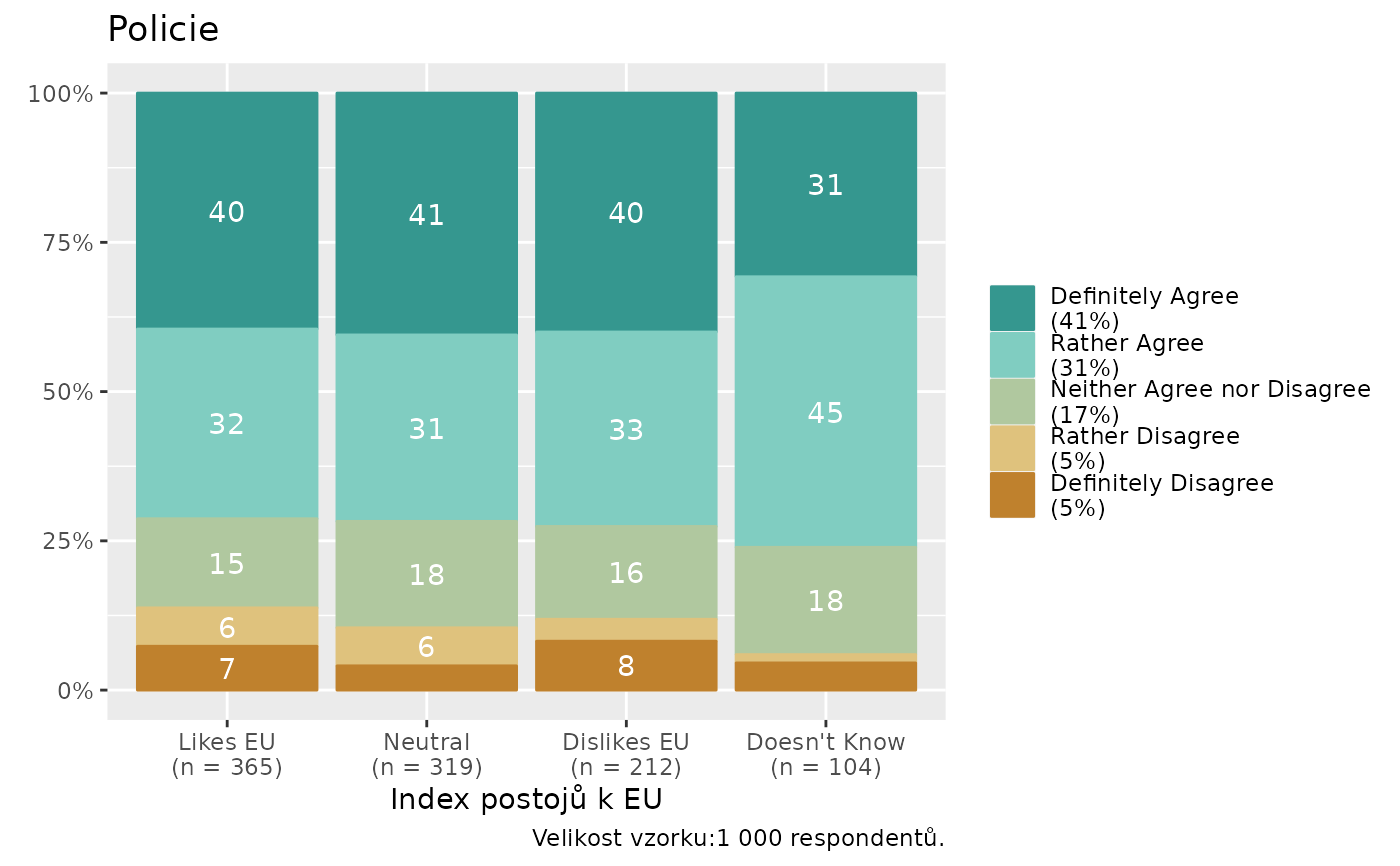 Policie
100%
75%
50%
25%
0%
40
41
40
31
32
31
33
45
15
18
16
18
6
6
7
8
Likes EU
(n = 365)
Neutral
(n = 319)
Dislikes EU
(n = 212)
Doesn't Know
(n = 104)
Index postojů k EU
Velikost vzorku:1 000 respondentů.
Definitely Agree
(41%)
Rather Agree
(31%)
Neither Agree nor Disagree
(17%)
Rather Disagree
(5%)
Definitely Disagree
(5%)